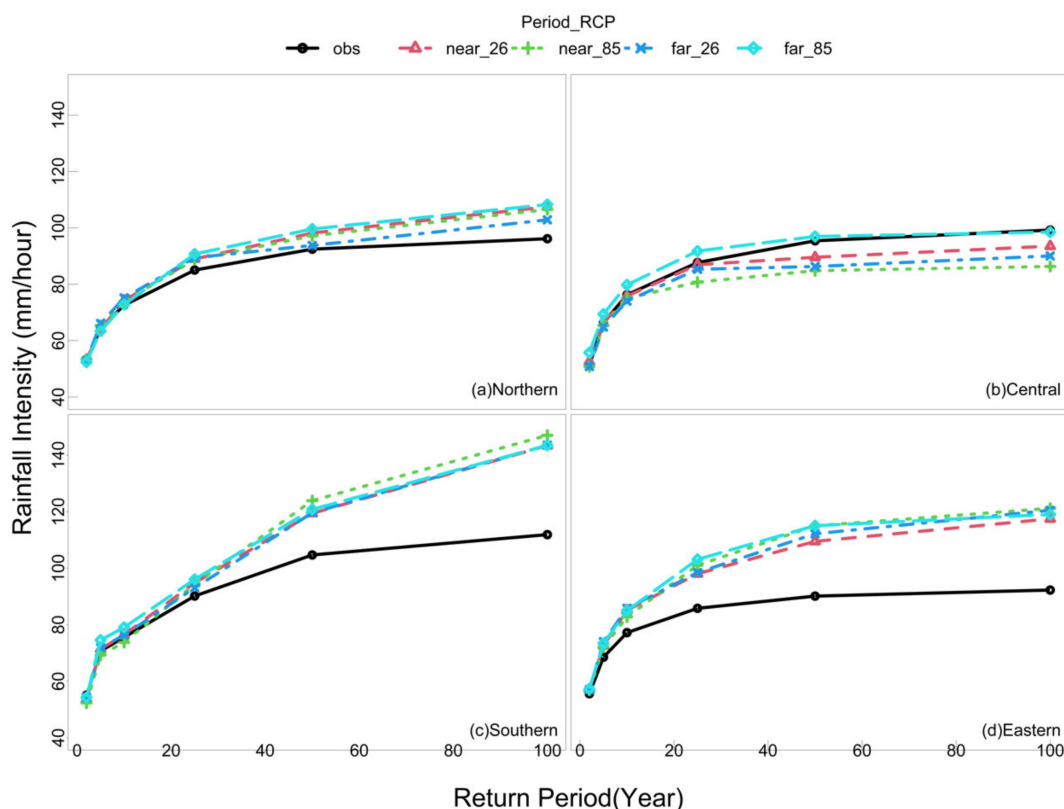 Period_RCP
obs near_26 near_85 far_26 far_85
Rainfall Intensity (mm/hour)
140
120
100
80
60
40
(a)Northern
(b)Central
140
120
100
80
60
40
(c)Southern
(d)Eastern
0 20 40 60 80 100
0 20 40 60 80 100
Return Period(Year)